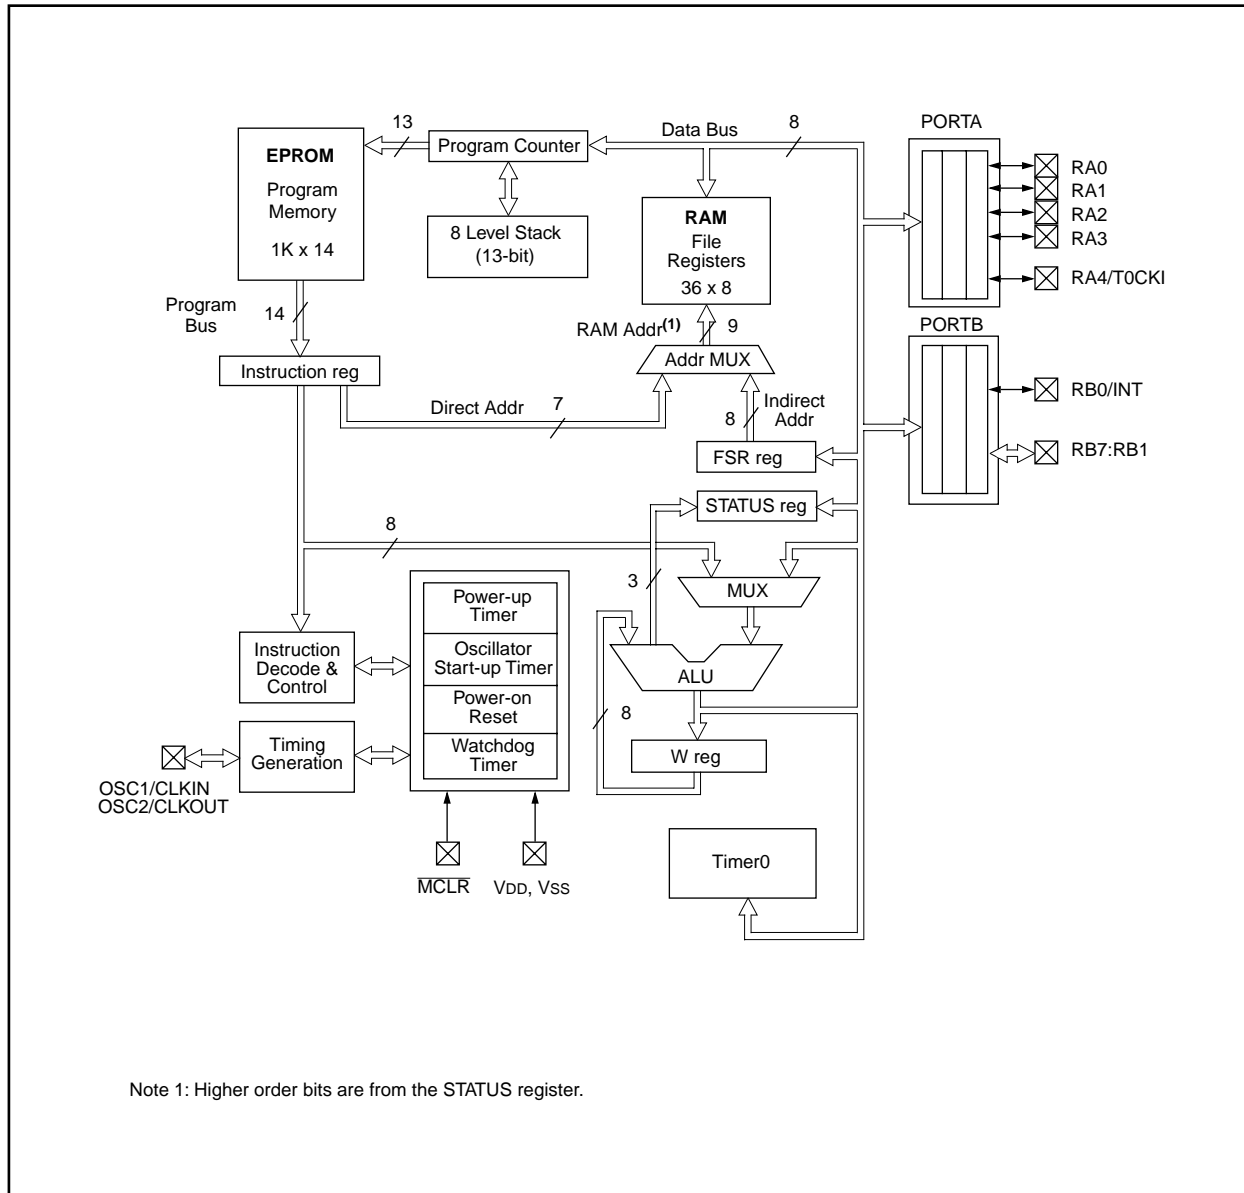 13
Data Bus
8
PORTA
EPROM
Program
Memory
1K x 14
Program Counter
8 Level Stack
(13-bit)
RAM
File
Registers
36 x 8
RA0
RA1
RA2
RA3
RA4/T0CKI
Program
Bus
14
RAM Addr(1)
9
PORTB
Instruction reg
Addr MUX
Direct Addr
7
8
Indirect
Addr
RB0/INT
FSR reg
RB7:RB1
STATUS reg
8
3
MUX
Power-up
Timer
Instruction
Decode &
Control
Oscillator
Start-up Timer
ALU
Power-on
Reset
8
Timing
Generation
Watchdog
Timer
W reg
OSC1/CLKIN
OSC2/CLKOUT
MCLR
VDD, VSS
Timer0
Note 1: Higher order bits are from the STATUS register.